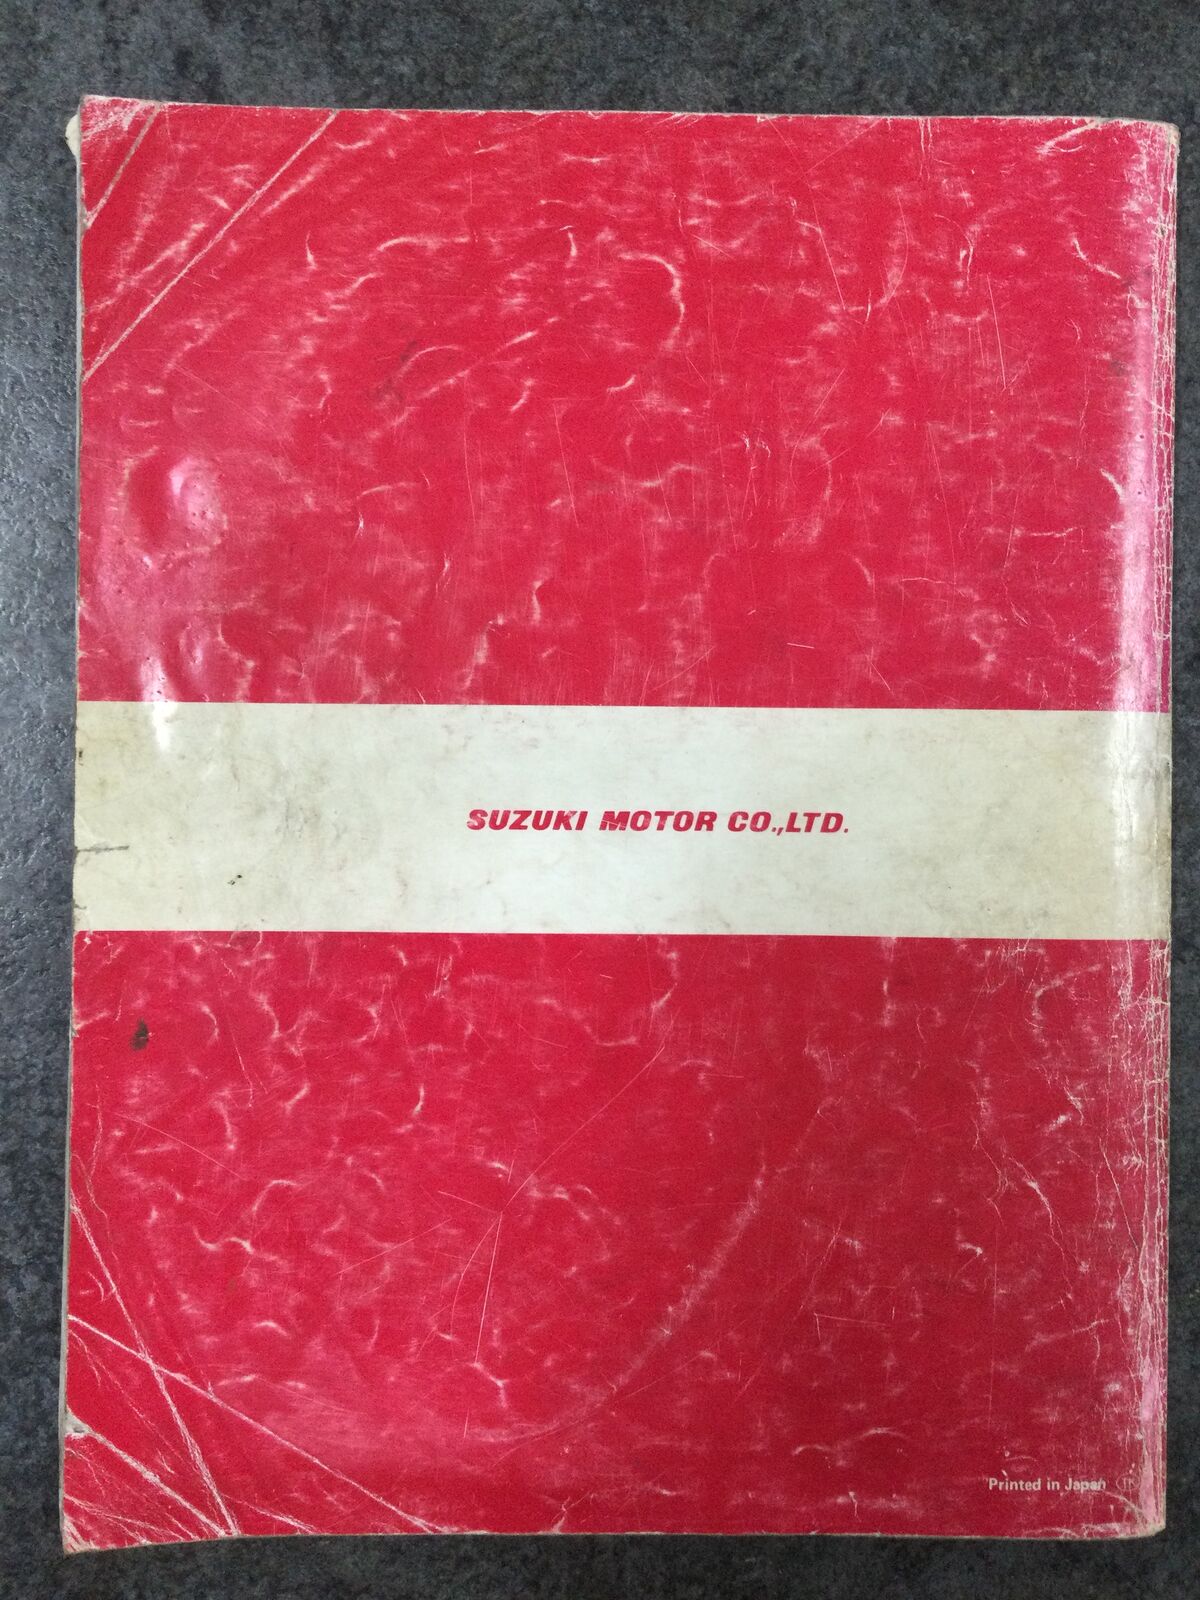 SUZUKI MOTOR CO.,LTD.
Printed in Japan